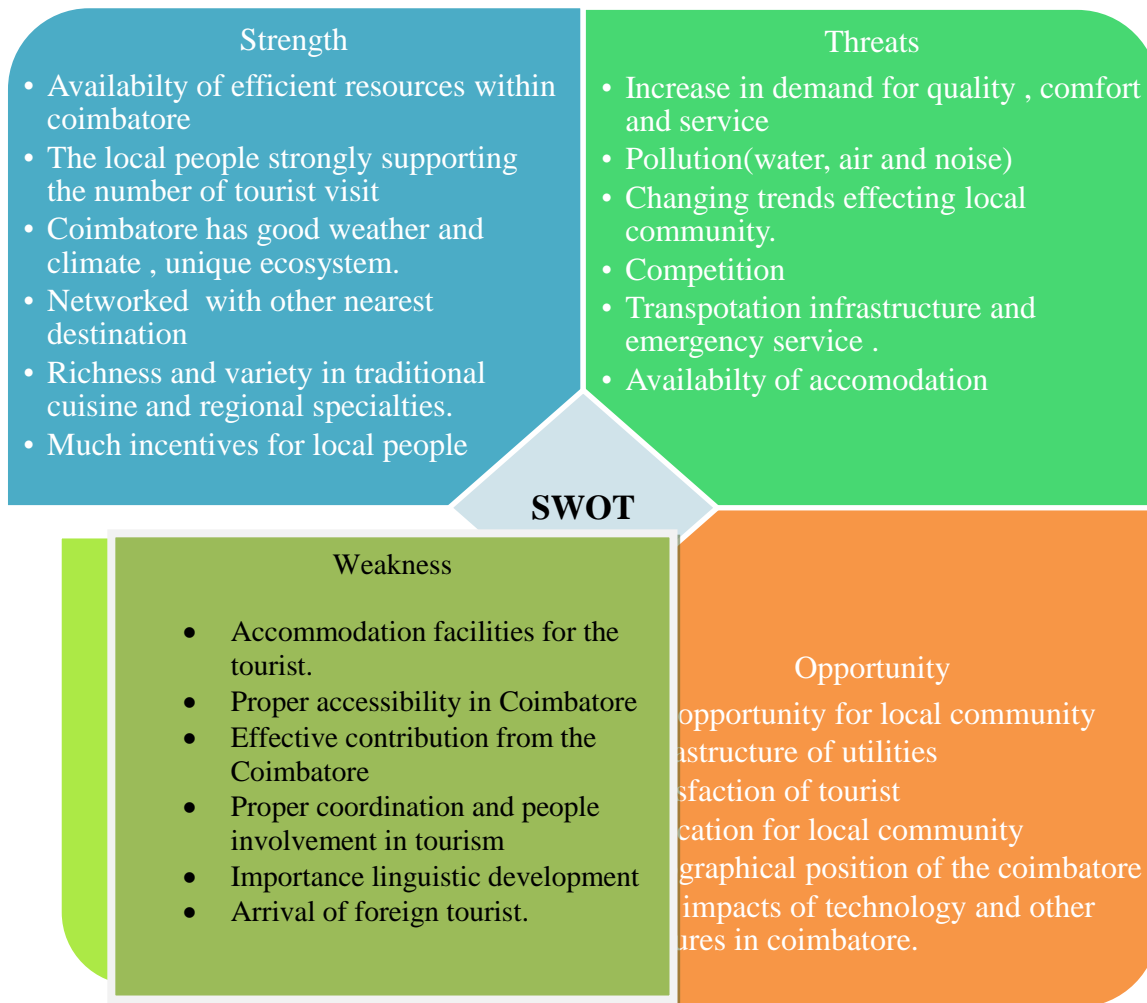 Strength
• Availabilty of efficient resources within
coimbatore
• The local people strongly supporting
the number of tourist visit
• Coimbatore has good weather and
climate , unique ecosystem.
• Networked with other nearest
destination
• Richness and variety in traditional
cuisine and regional specialties.
• Much incentives for local people
Threats
• Increase in demand for quality , comfort
and service
• Pollution(water, air and noise)
• Changing trends effecting local
community.
• Competition
• Transpotation infrastructure and
emergency service .
• Availabilty of accomodation
SWOT
Weakness
• Accommodation facilities for the
tourist.
• Proper accessibility in Coimbatore
• Effective contribution from the
Coimbatore
• Proper coordination and people
involvement in tourism
• Importance linguistic development
• Arrival of foreign tourist.
Opportunity
opportunity for local community
of utilities
of tourist
for local community
position of the coimbatore
impacts of technology and other
in coimbatore.